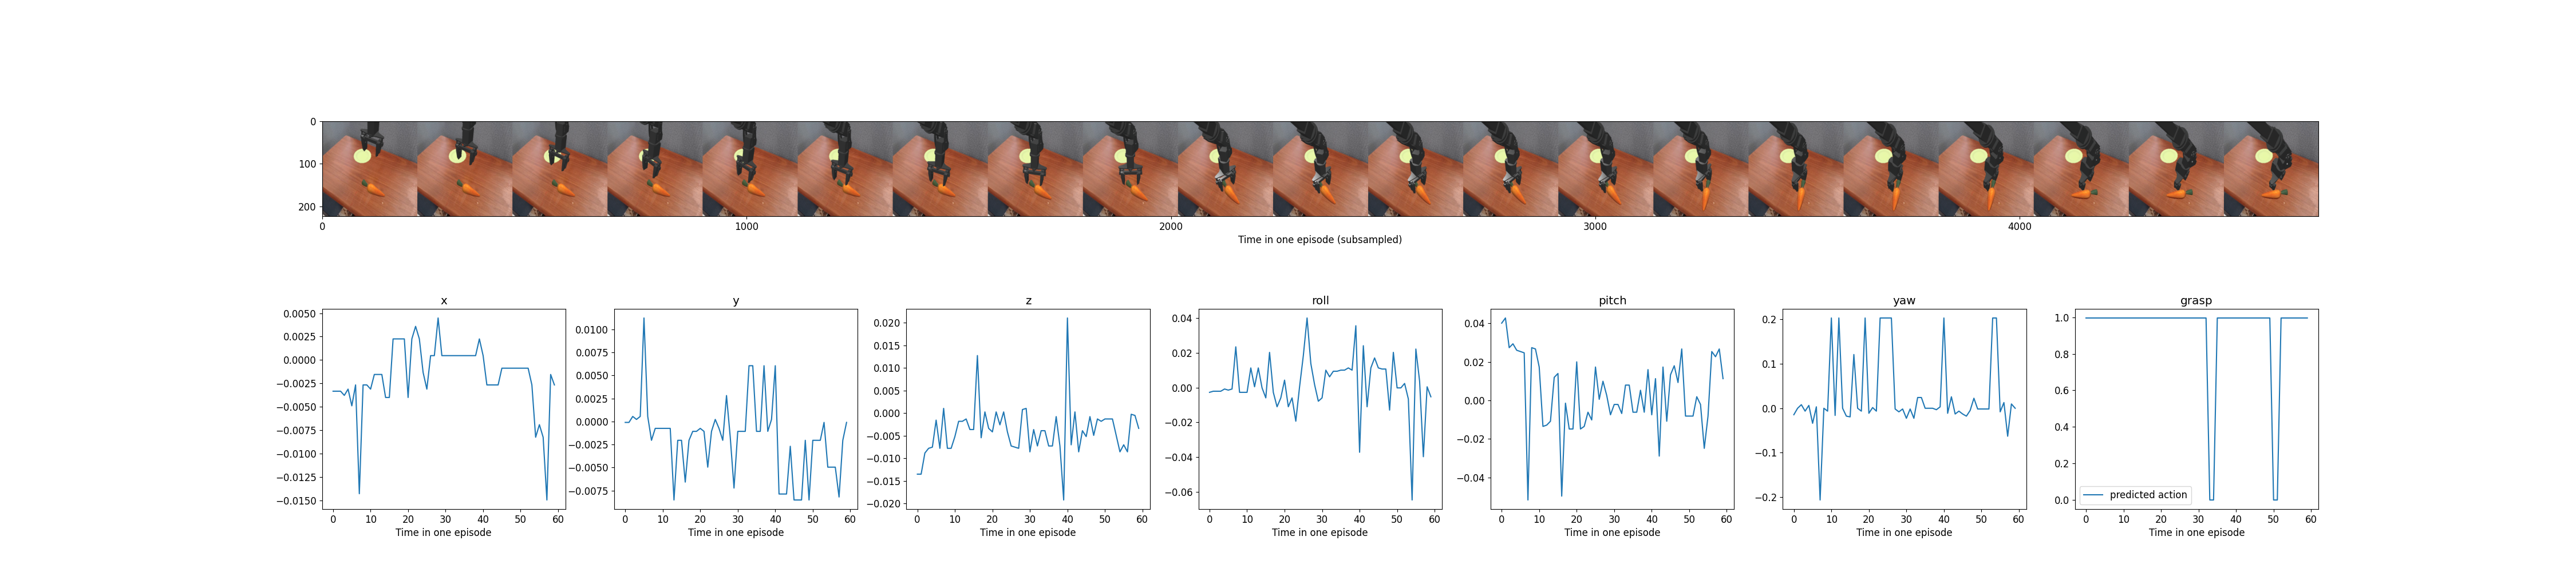 0
100
200
0 1000 2000 3000 4000
Time in one episode (subsampled)
x y z roll pitch yaw grasp
0.0050
0.0025
0.0000
−0.0025
−0.0050
−0.0075
−0.0100
−0.0125
−0.0150
0 10 20 30 40 50 60
Time in one episode
0.0100
0.0075
0.0050
0.0025
0.0000
−0.0025
−0.0050
−0.0075
0 10 20 30 40 50 60
Time in one episode
0.020
0.015
0.010
0.005
0.000
−0.005
−0.010
−0.015
−0.020
0 10 20 30 40 50 60
Time in one episode
0.04
0.02
0.00
−0.02
−0.04
−0.06
0 10 20 30 40 50 60
Time in one episode
0.04
0.02
0.00
−0.02
−0.04
0 10 20 30 40 50 60
Time in one episode
0.2
0.1
0.0
−0.1
−0.2
0 10 20 30 40 50 60
Time in one episode
1.0
0.8
0.6
0.4
0.2
0.0
predicted action
0 10 20 30 40 50 60
Time in one episode